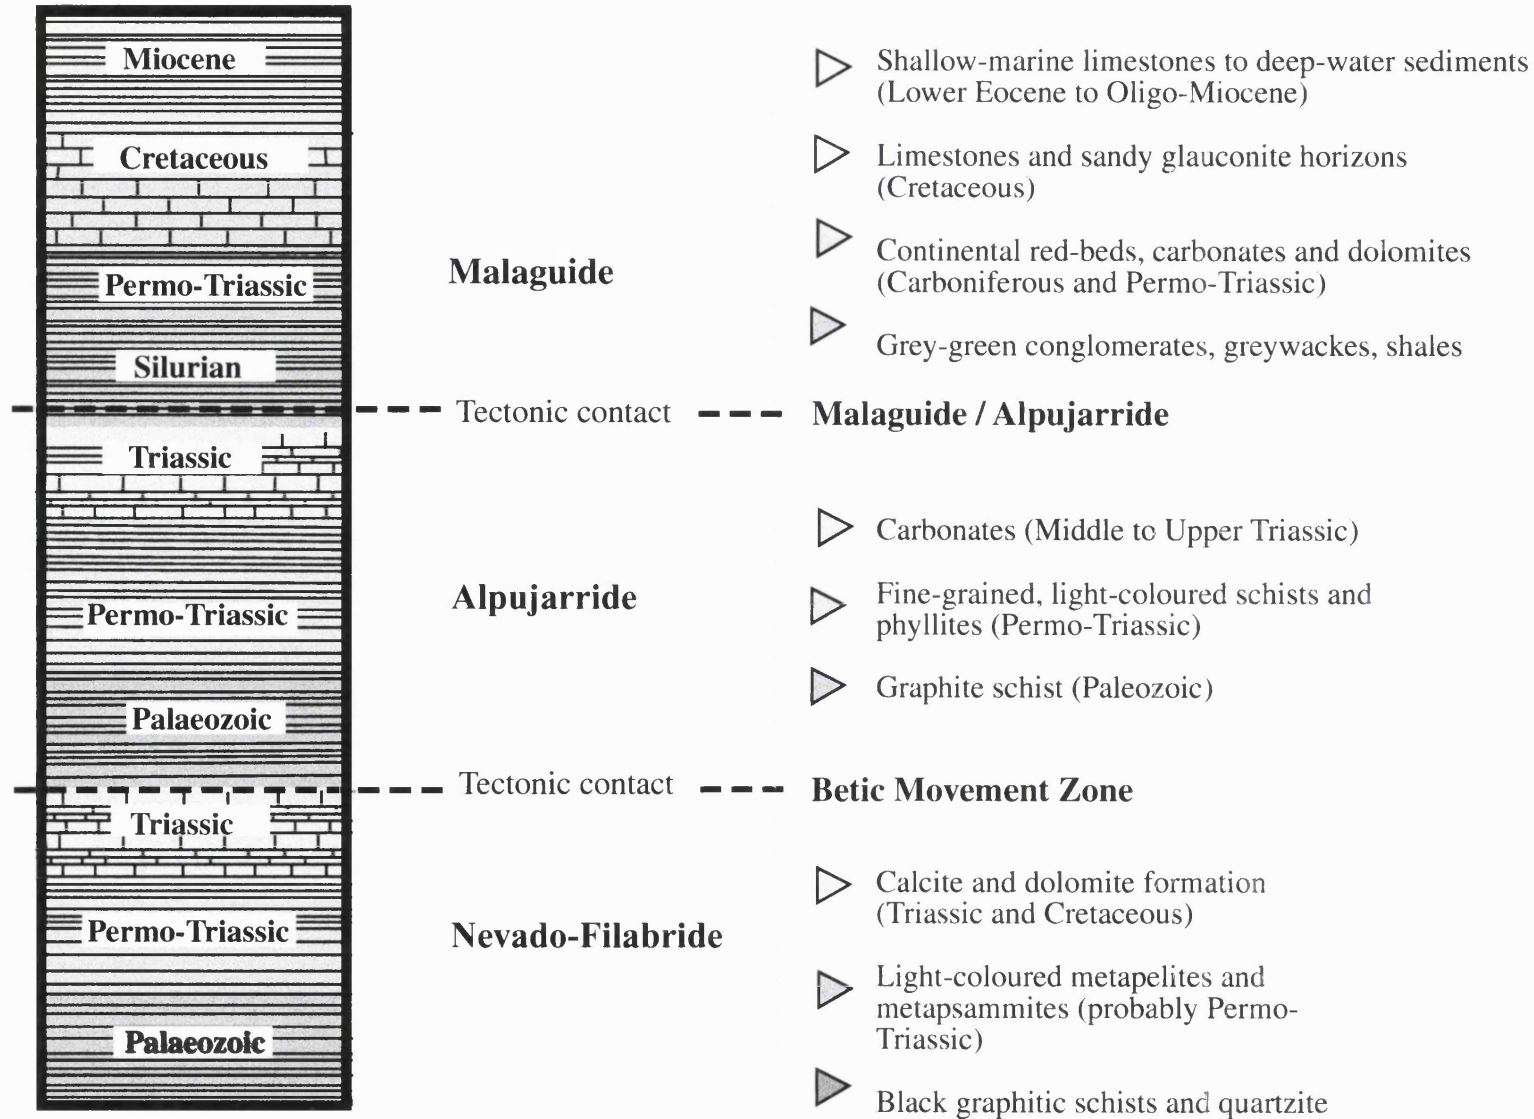 Miocene
Cretaceous
Permo-Triassic
Silurian
Triassic
Permo-Triassic
Palaeozoic
Triassic
Permo-Triassic
Palaeozoic
Malaguide
Tectonic contact
Alpujarride
Tectonic contact
Nevado-Filabride
Shallow-marine limestones to deep-water sediments
(Lower Eocene to Oligo-Miocene)
Limestones and sandy glauconite horizons
(Cretaceous)
Continental red-beds, carbonates and dolomites
(Carboniferous and Permo-Triassic)
Grey-green conglomerates, greywackes, shales
Malaguide / Alpujarride
Carbonates (Middle to Upper Triassic)
Fine-grained, light-coloured schists and
phyllites (Permo-Triassic)
Graphite schist (Paleozoic)
Betic Movement Zone
Calcite and dolomite formation
(Triassic and Cretaceous)
Light-coloured metapelites and
metapsammites (probably Permo-
Triassic)
Black graphitic schists and quartzite